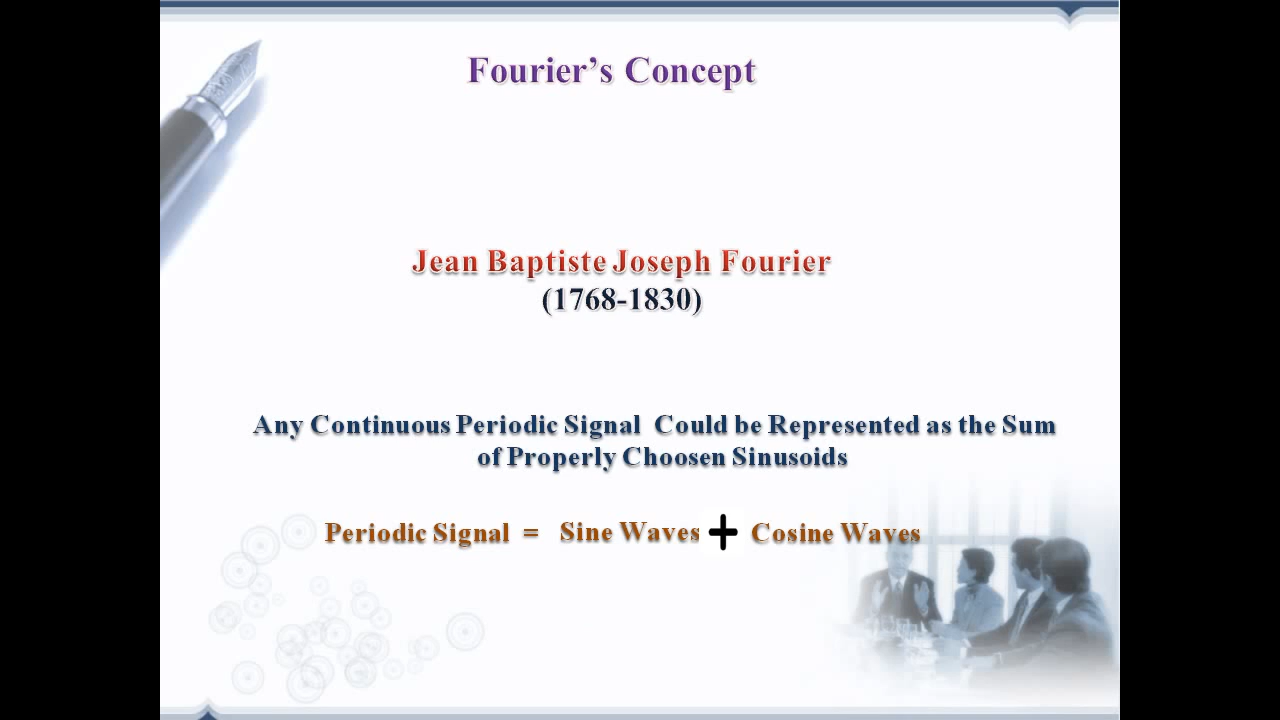 Fourier’s Concept
Jean Baptiste Joseph Fourier
(1768-1830)
Any Continuous Periodic Signal Could be Represented as the Sum
of Properly Choosen Sinusoids
Periodic Signal = Sine Waves + Cosine Waves